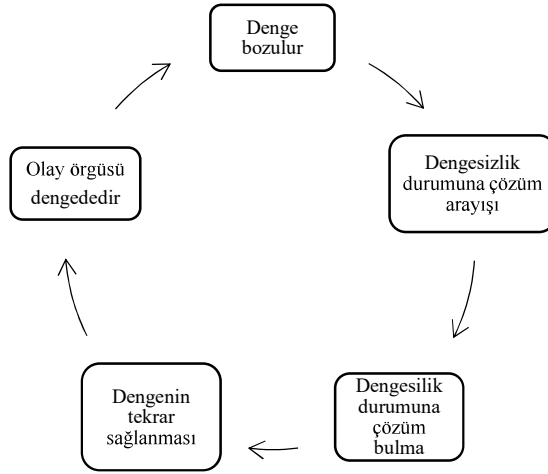 Denge
bozulur
Dengesizlik
durumuna çözüm
arayışı
Dengesilik
durumuna
çözüm
bulma
Dengenin
tekrar
sağlanması
Olay örgüsü
dengededir